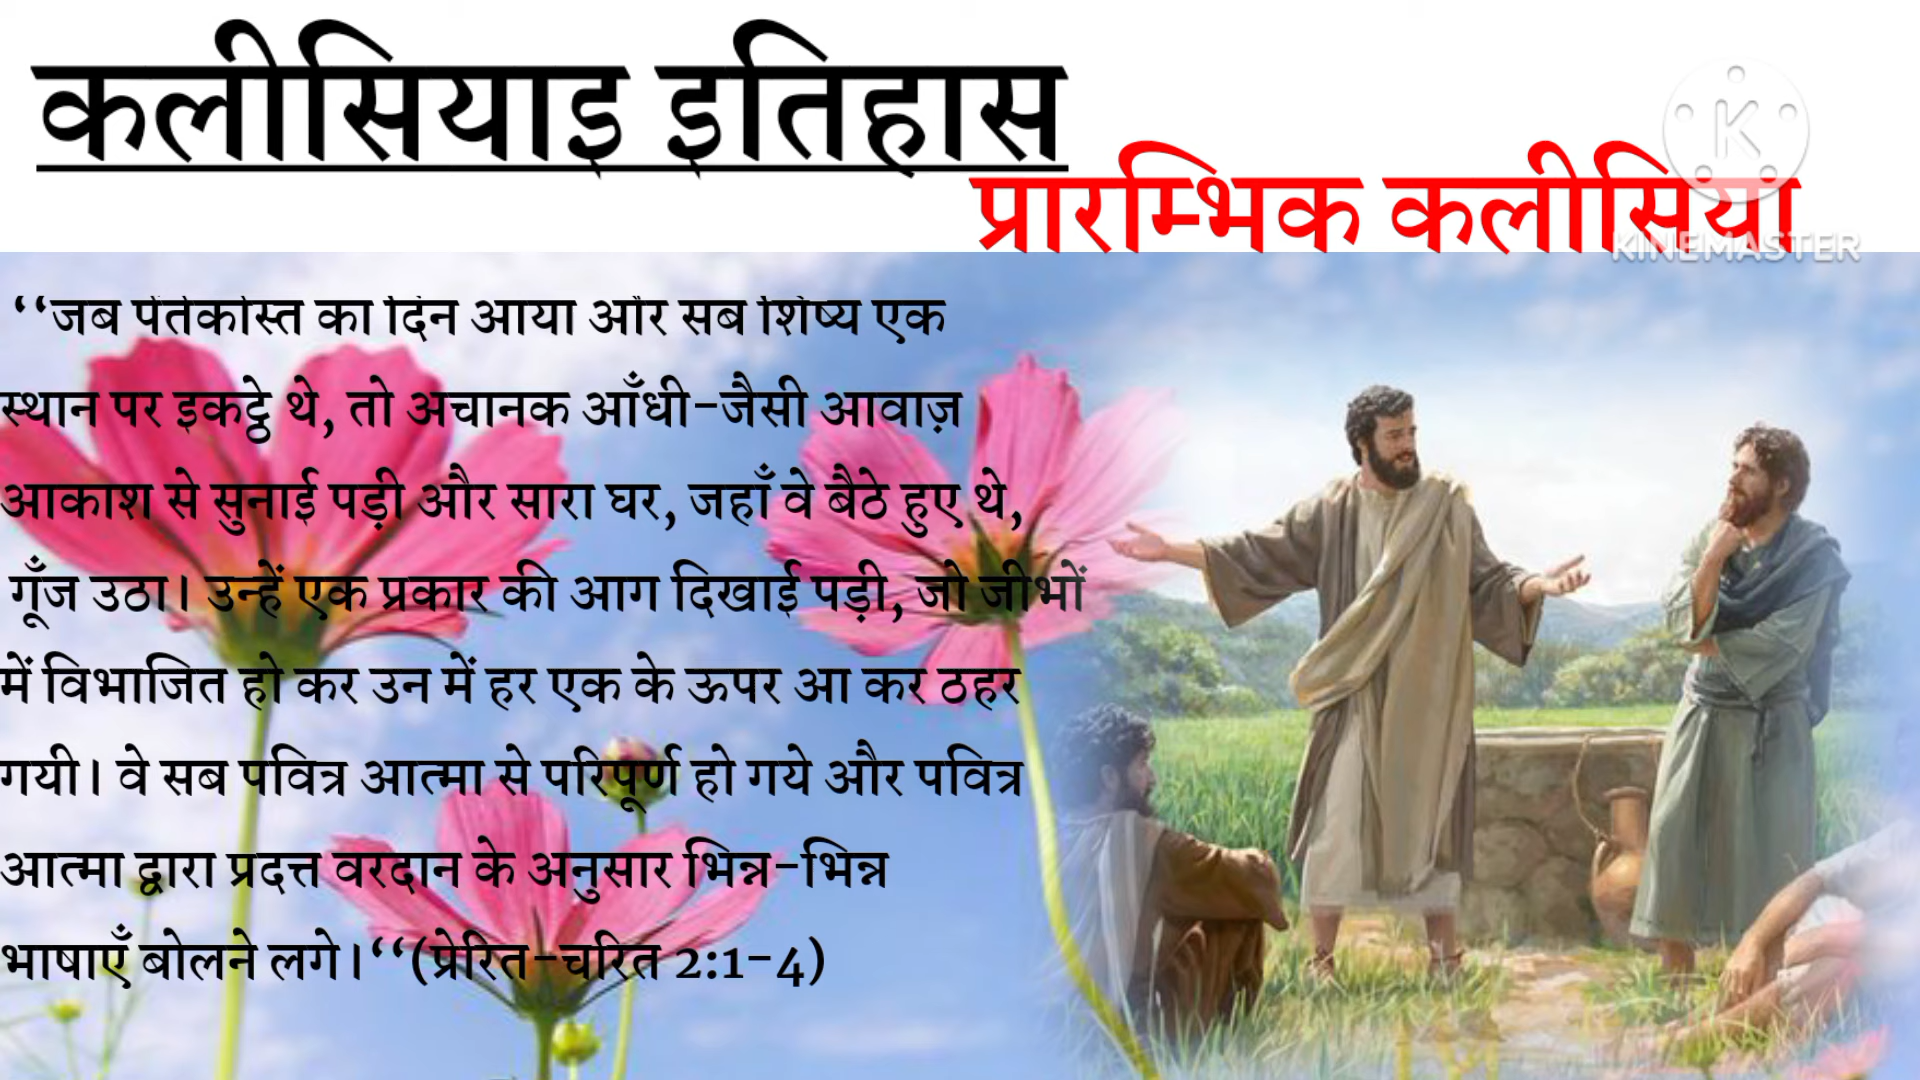 कलीसियाइ इतिहास
प्रारम्भिक कलीसिया
KINEMASTER
‘‘जब पेंतेकोस्त का दिन आया और सब शिष्य एक
स्थान पर इकट्ठे थे, तो अचानक आँधी-जैसी आवाज़
आकाश से सुनाई पड़ी और सारा घर, जहाँ वे बैठे हुए थे,
गूँज उठा। उन्हें एक प्रकार की आग दिखाई पड़ी, जो जीभों
में विभाजित हो कर उन में हर एक के ऊपर आ कर ठहर
गयी। वे सब पवित्र आत्मा से परिपूर्ण हो गये और पवित्र
आत्मा द्वारा प्रदत्त वरदान के अनुसार भिन्न-भिन्न
भाषाएँ बोलने लगे।‘‘(प्रेरित-चरित 2:1-4)